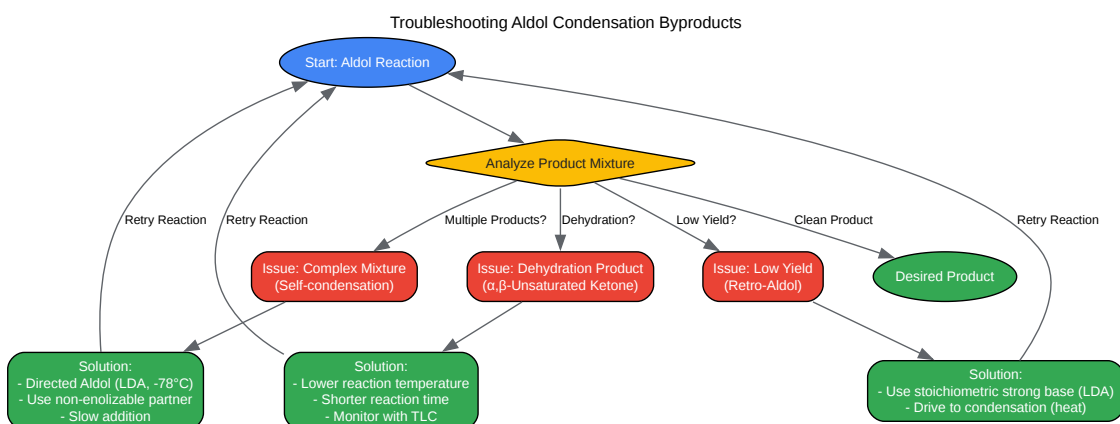 Troubleshooting Aldol Condensation Byproducts
Start: Aldol Reaction
Analyze Product Mixture
Retry Reaction
Retry Reaction
Multiple Products?
Dehydration?
Low Yield?
Clean Product
Retry Reaction
Issue: Complex Mixture
(Self-condensation)
Issue: Dehydration Product
(α,β-Unsaturated Ketone)
Issue: Low Yield
(Retro-Aldol)
Desired Product
Solution:
- Directed Aldol (LDA, -78°C)
- Use non-enolizable partner
- Slow addition
Solution:
- Lower reaction temperature
- Shorter reaction time
- Monitor with TLC
Solution:
- Use stoichiometric strong base (LDA)
- Drive to condensation (heat)